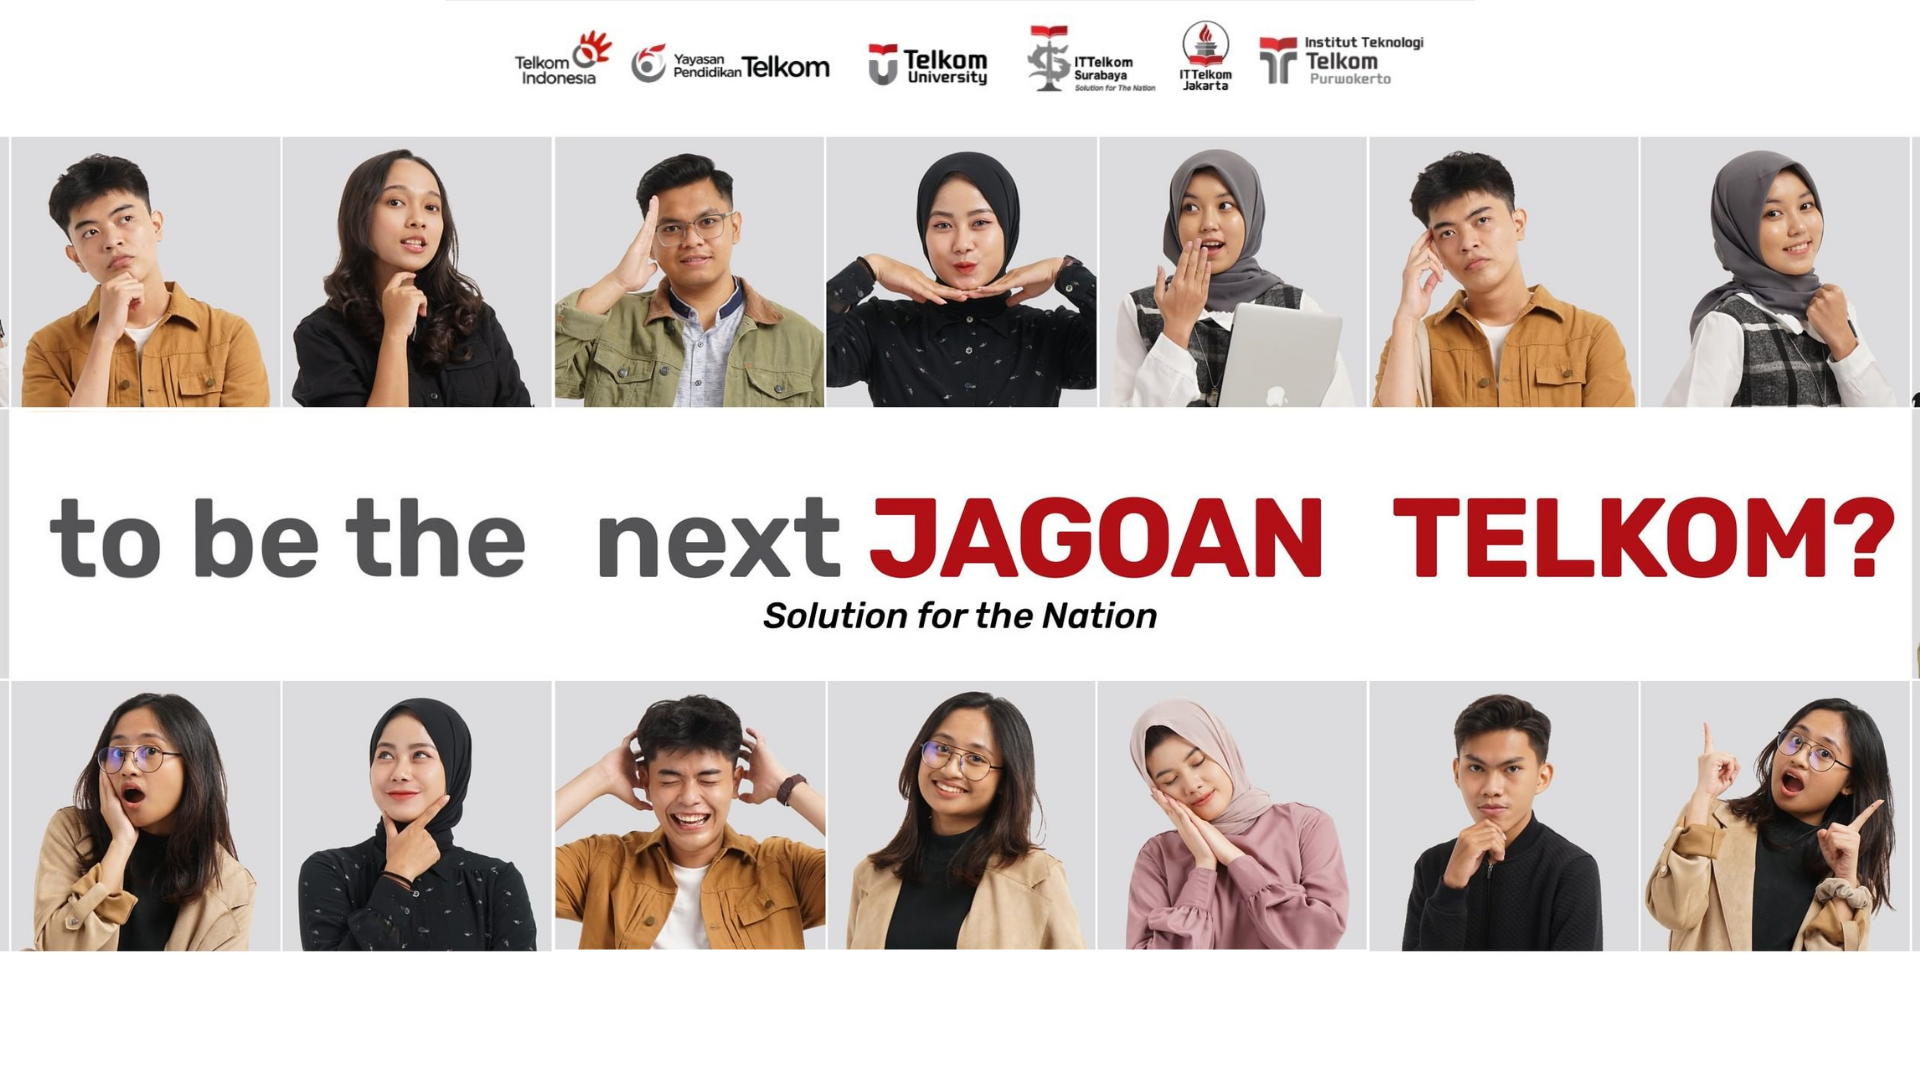 Telkom
Indonesia
Yayasan
Pendidikan Telkom
Telkom
University
ITTelkom
Surabaya
Solution for The Nation
ITTelkom
Jakarta
Institut Teknologi
Telkom
Purwokerto
to be the next JAGOAN TELKOM?
Solution for the Nation